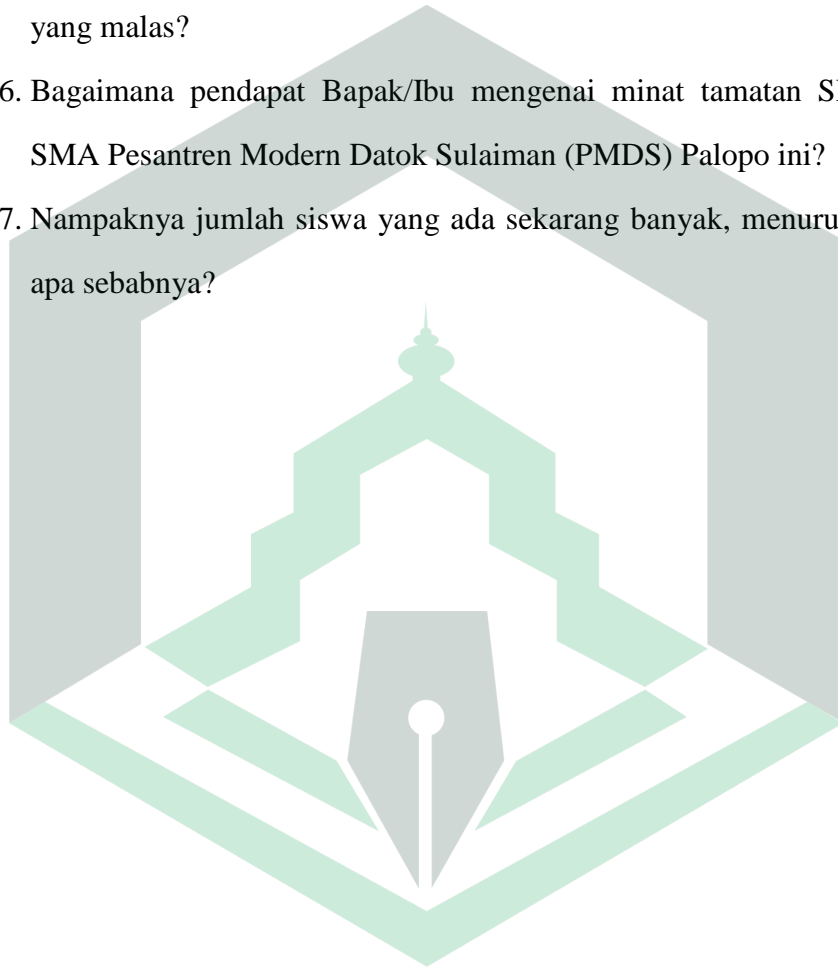 yang malas?
6. Bagaimana pendapat Bapak/Ibu mengenai minat tamatan
SMA Pesantren Modern Datok Sulaiman (PMDS) Palopo ini?
7. Nampaknya jumlah siswa yang ada sekarang banyak,
apa sebabnya?